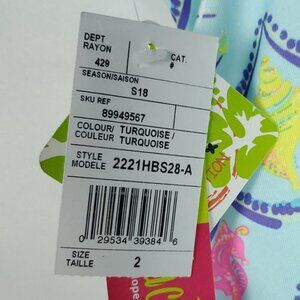 DEPT CAT.
RAYON #
429
SEASON/SAISON
S18
SKU REF
89949567
COLOUR/ TURQUOISE /
COULEUR TURQUOISE
STYLE
MODELE 2221HBS28-A
0 29534 39384 6
SIZE
TAILLE 2